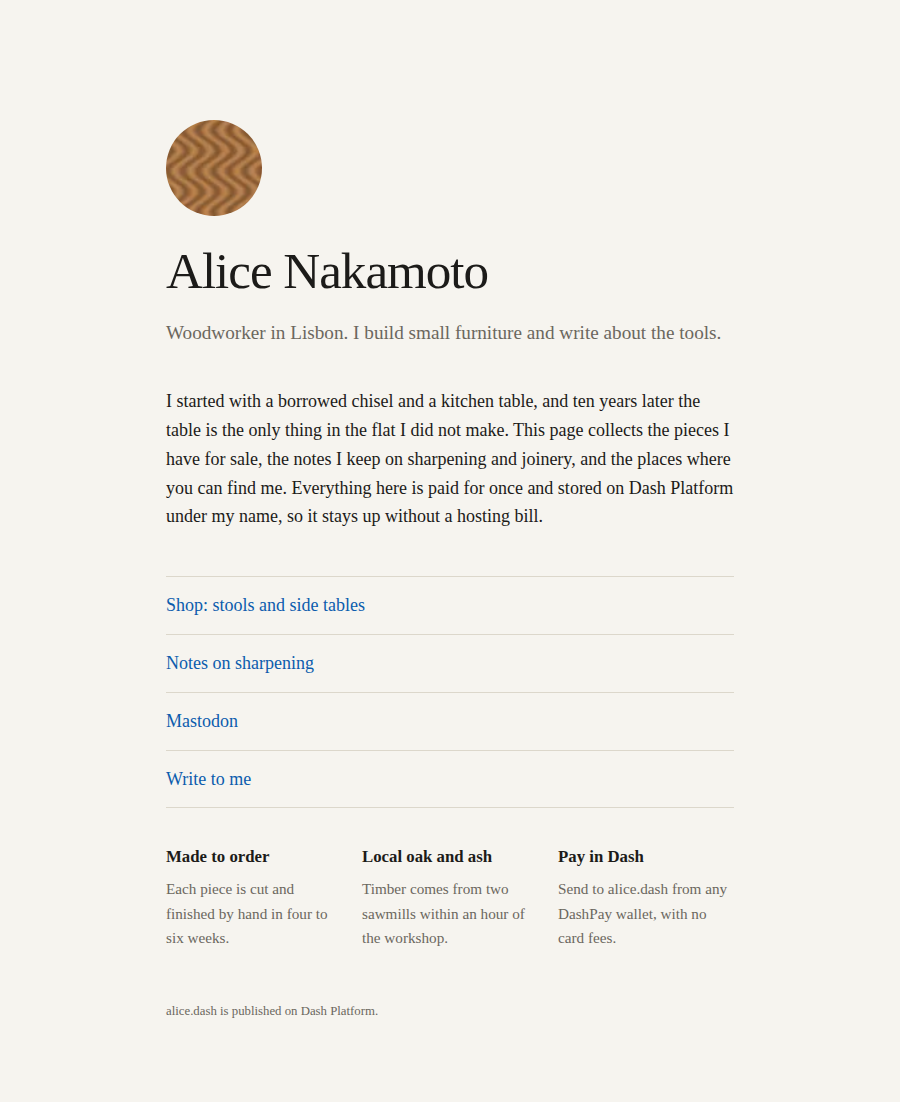 Alice Nakamoto
Woodworker in Lisbon. I build small furniture and write about the tools.
I started with a borrowed chisel and a kitchen table, and ten years later the
table is the only thing in the flat I did not make. This page collects the pieces I
have for sale, the notes I keep on sharpening and joinery, and the places where
you can find me. Everything here is paid for once and stored on Dash Platform
under my name, so it stays up without a hosting bill.
Shop: stools and side tables
Notes on sharpening
Mastodon
Write to me
Made to order
Each piece is cut and
finished by hand in four to
six weeks.
Local oak and ash
Timber comes from two
sawmills within an hour of
the workshop.
Pay in Dash
Send to alice.dash from any
DashPay wallet, with no
card fees.
alice.dash is published on Dash Platform.